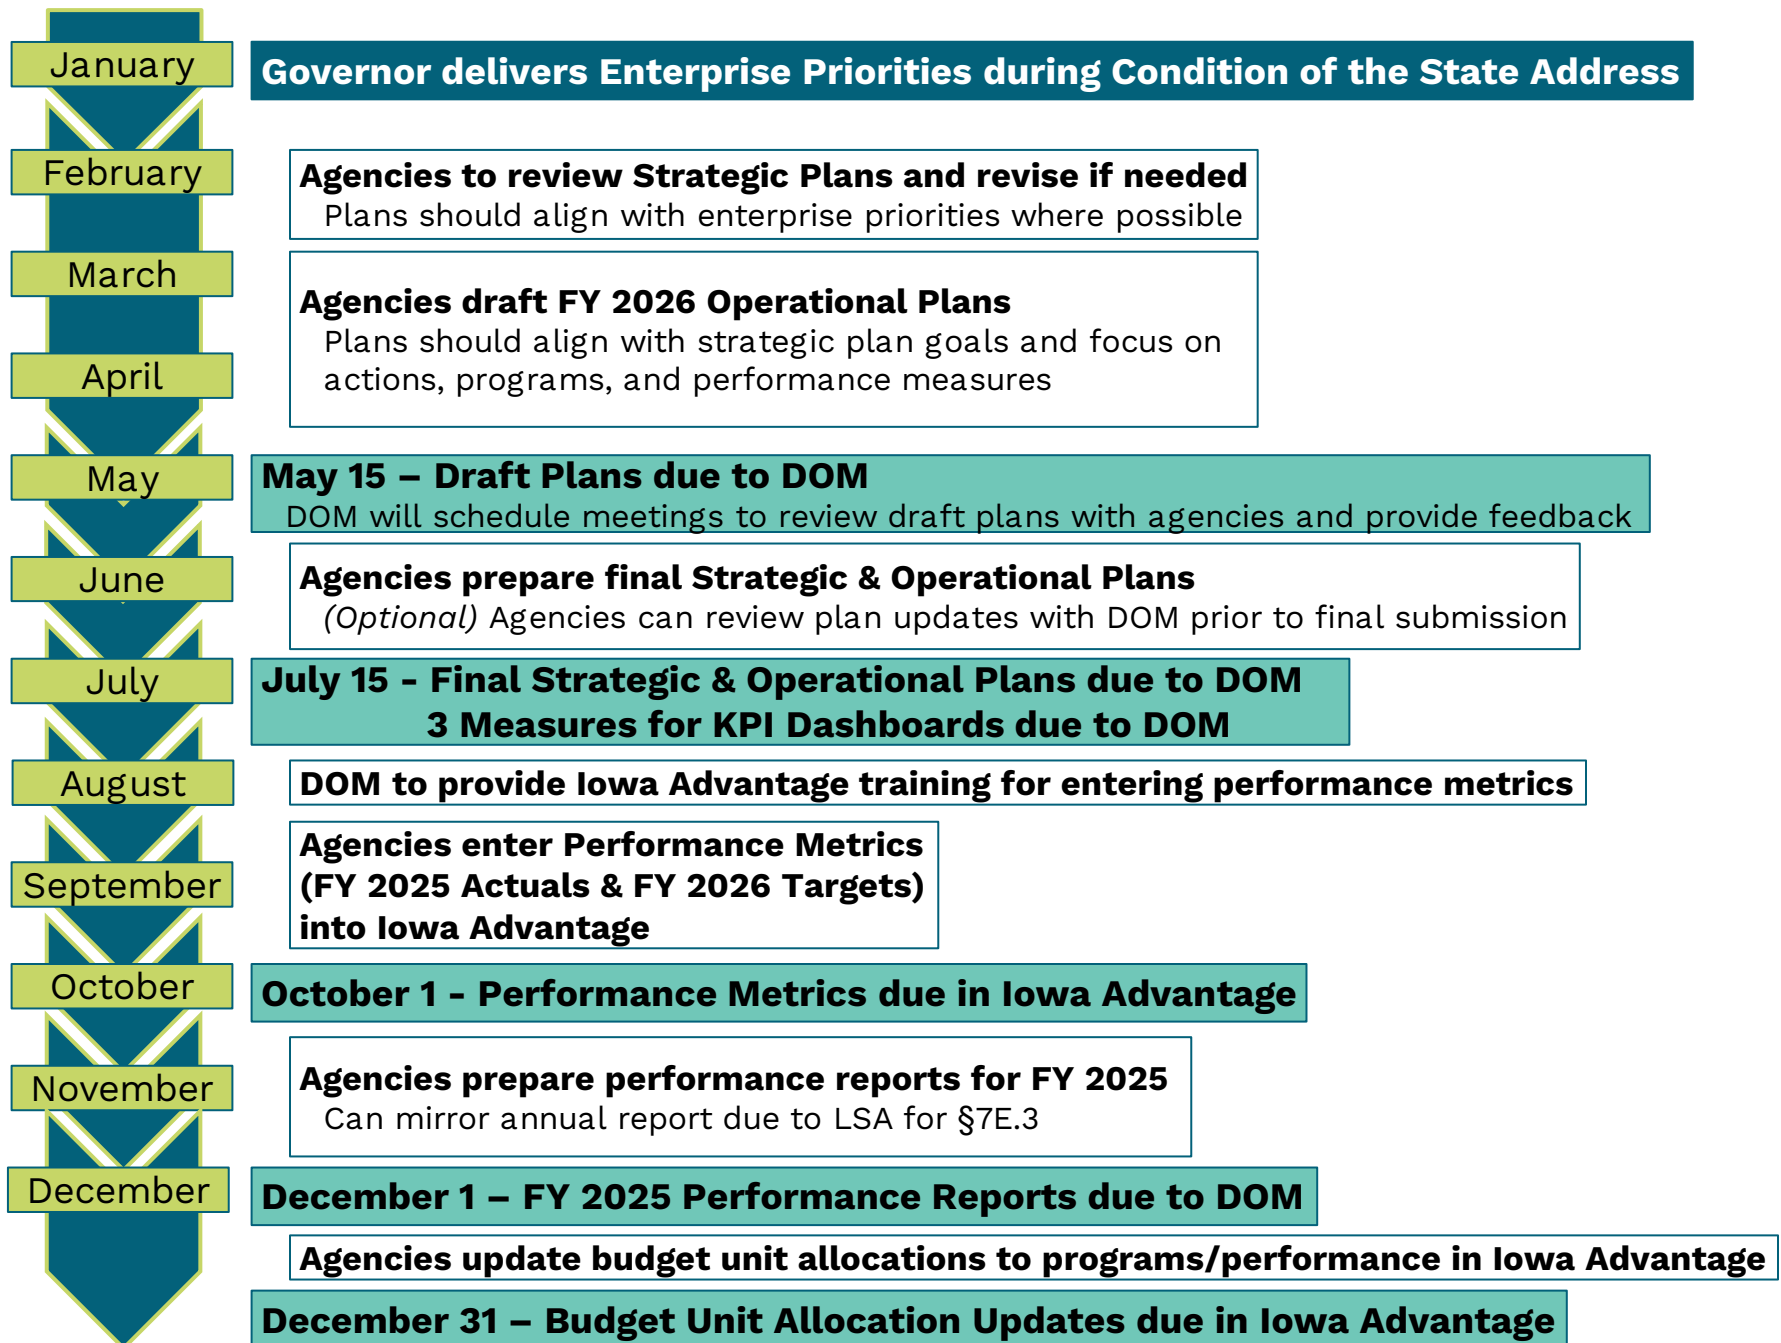 January
Governor delivers Enterprise Priorities during Condition of the State Address
February
Agencies to review Strategic Plans and revise if needed
Plans should align with enterprise priorities where possible
March
Agencies draft FY 2026 Operational Plans
Plans should align with strategic plan goals and focus on
actions, programs, and performance measures
April
May
May 15 – Draft Plans due to DOM
DOM will schedule meetings to review draft plans with agencies and provide feedback
June
Agencies prepare final Strategic & Operational Plans
(Optional) Agencies can review plan updates with DOM prior to final submission
July
July 15 - Final Strategic & Operational Plans due to DOM
3 Measures for KPI Dashboards due to DOM
August
DOM to provide Iowa Advantage training for entering performance metrics
Agencies enter Performance Metrics
(FY 2025 Actuals & FY 2026 Targets)
into Iowa Advantage
September
October
October 1 - Performance Metrics due in Iowa Advantage
November
Agencies prepare performance reports for FY 2025
Can mirror annual report due to LSA for §7E.3
December
December 1 – FY 2025 Performance Reports due to DOM
Agencies update budget unit allocations to programs/performance in Iowa Advantage
December 31 – Budget Unit Allocation Updates due in Iowa Advantage